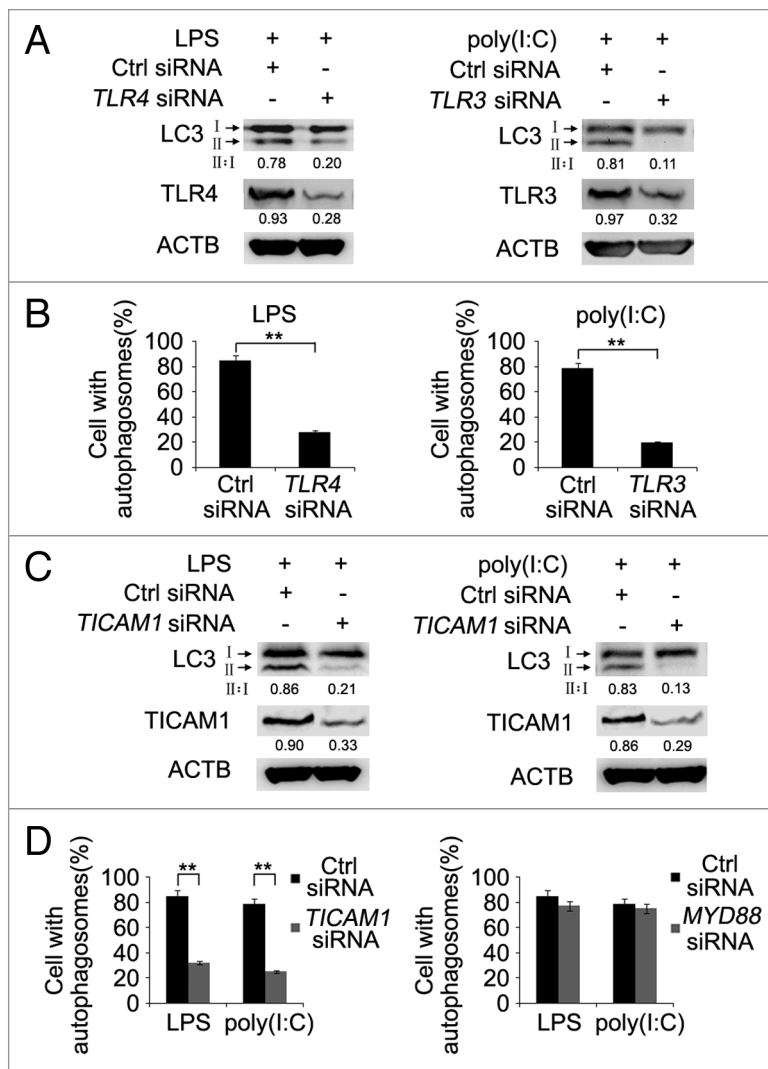 A
LPS + +
Ctrl siRNA + -
TLR4 siRNA - +
LC3 I
II
II:I 0.78 0.20
TLR4
0.93 0.28
ACTB
poly(I:C) + +
Ctrl siRNA + -
TLR3 siRNA - +
LC3 I
II
II:I 0.81 0.11
TLR3
0.97 0.32
ACTB
B
LPS
Cell with
autophagosomes(%)
100
80
60
40
20
0
**
Ctrl
siRNA
TLR4
siRNA
poly(I:C)
Cell with
autophagosomes(%)
100
80
60
40
20
0
**
Ctrl
siRNA
TLR3
siRNA
C
LPS + +
Ctrl siRNA + -
TICAM1 siRNA - +
LC3 I
II
II:I 0.86 0.21
TICAM1
0.90 0.33
ACTB
poly(I:C) + +
Ctrl siRNA + -
TICAM1 siRNA - +
LC3 I
II
II:I 0.83 0.13
TICAM1
0.86 0.29
ACTB
D
Cell with
autophagosomes(%)
100
80
60
40
20
0
** **
LPS poly(I:C)
Ctrl
siRNA
TICAM1
siRNA
Cell with
autophagosomes(%)
100
80
60
40
20
0
LPS poly(I:C)
Ctrl
siRNA
MYD88
siRNA